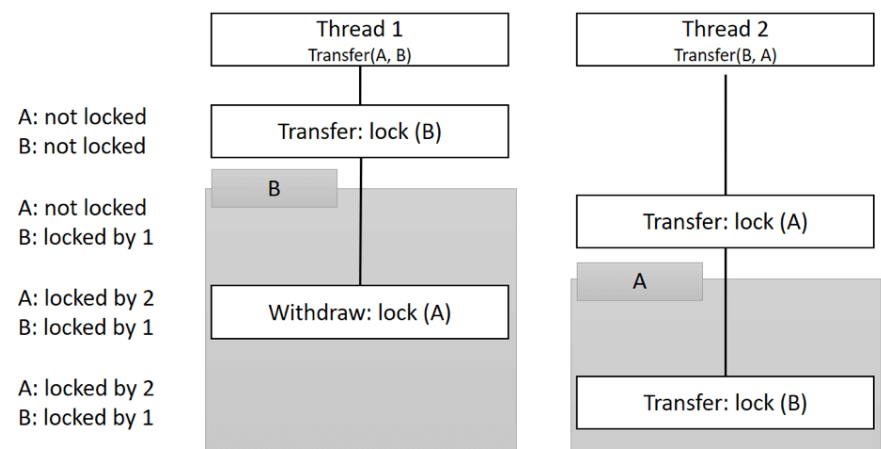 Thread 1
Transfer(A, B)
Thread 2
Transfer(B, A)
A: not locked
B: not locked
Transfer: lock (B)
B
A: not locked
B: locked by 1
Transfer: lock (A)
A
A: locked by 2
B: locked by 1
Withdraw: lock (A)
A: locked by 2
B: locked by 1
Transfer: lock (B)